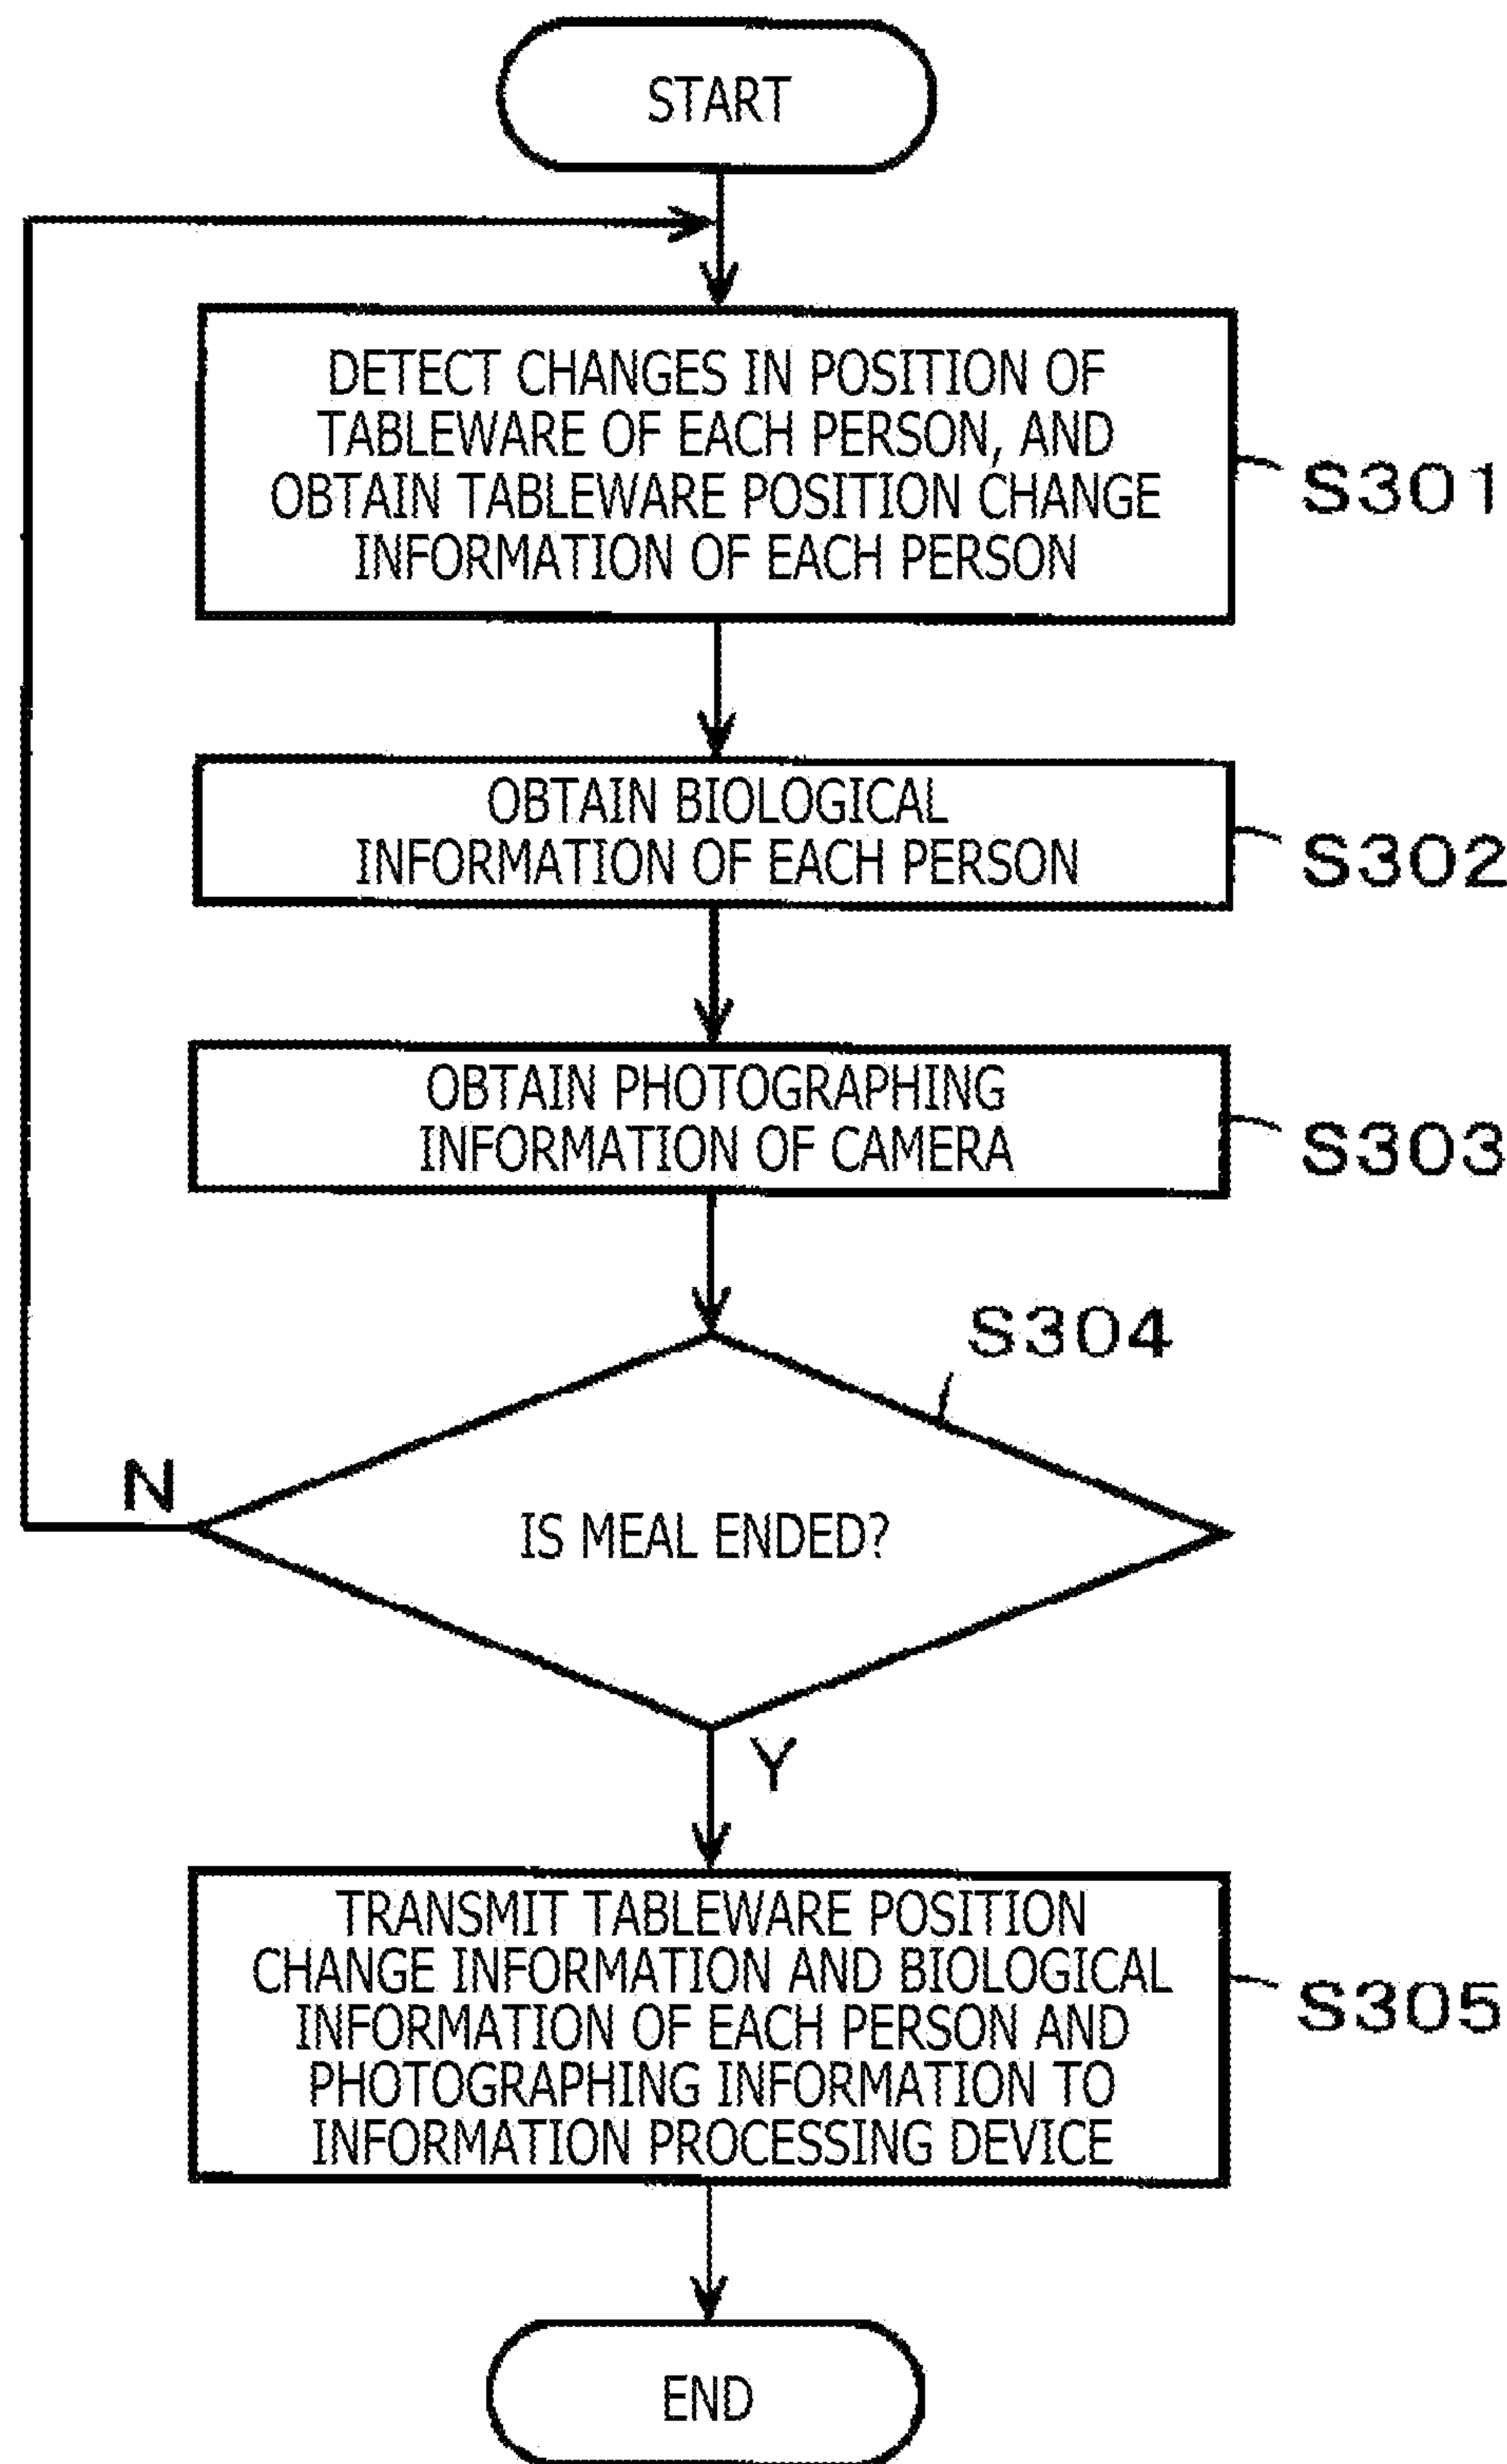 START
DETECT CHANGES IN POSITION OF
TABLEWARE OF EACH PERSON, AND
OBTAIN TABLEWARE POSITION CHANGE
INFORMATION OF EACH PERSON
S301
OBTAIN BIOLOGICAL
INFORMATION OF EACH PERSON
S302
OBTAIN PHOTOGRAPHING
INFORMATION OF CAMERA
S303
S304
N
IS MEAL ENDED?
Y
TRANSMIT TABLEWARE POSITION
CHANGE INFORMATION AND BIOLOGICAL
INFORMATION OF EACH PERSON AND
PHOTOGRAPHING INFORMATION TO
INFORMATION PROCESSING DEVICE
S305
END